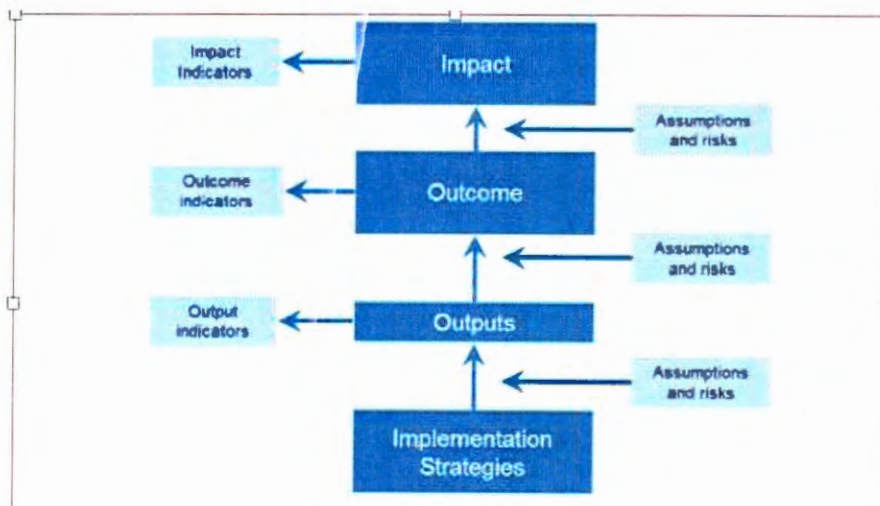 Impact
Indicators
Impact
Assumptions
and risks
Outcome
indicators
Outcome
Assumptions
and risks
Output
indicators
Outputs
Assumptions
and risks
Implementation
Strategies